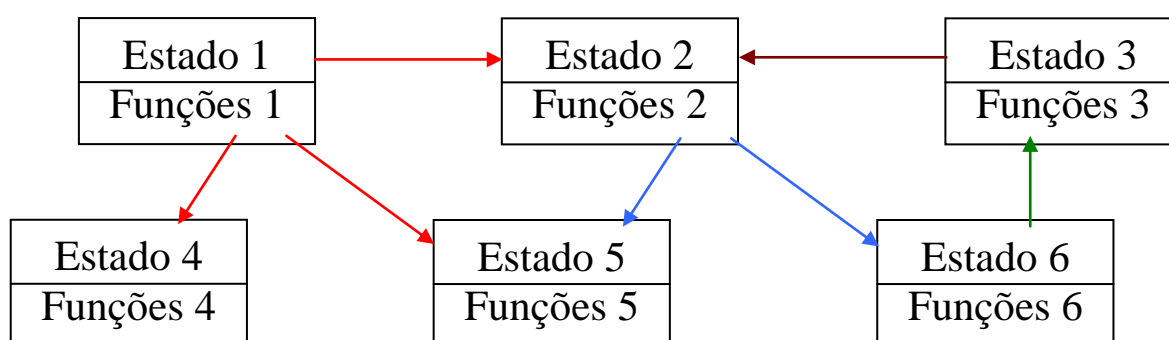 Estado 1
Funções 1
Estado 2
Funções 2
Estado 3
Funções 3
Estado 4
Funções 4
Estado 5
Funções 5
Estado 6
Funções 6